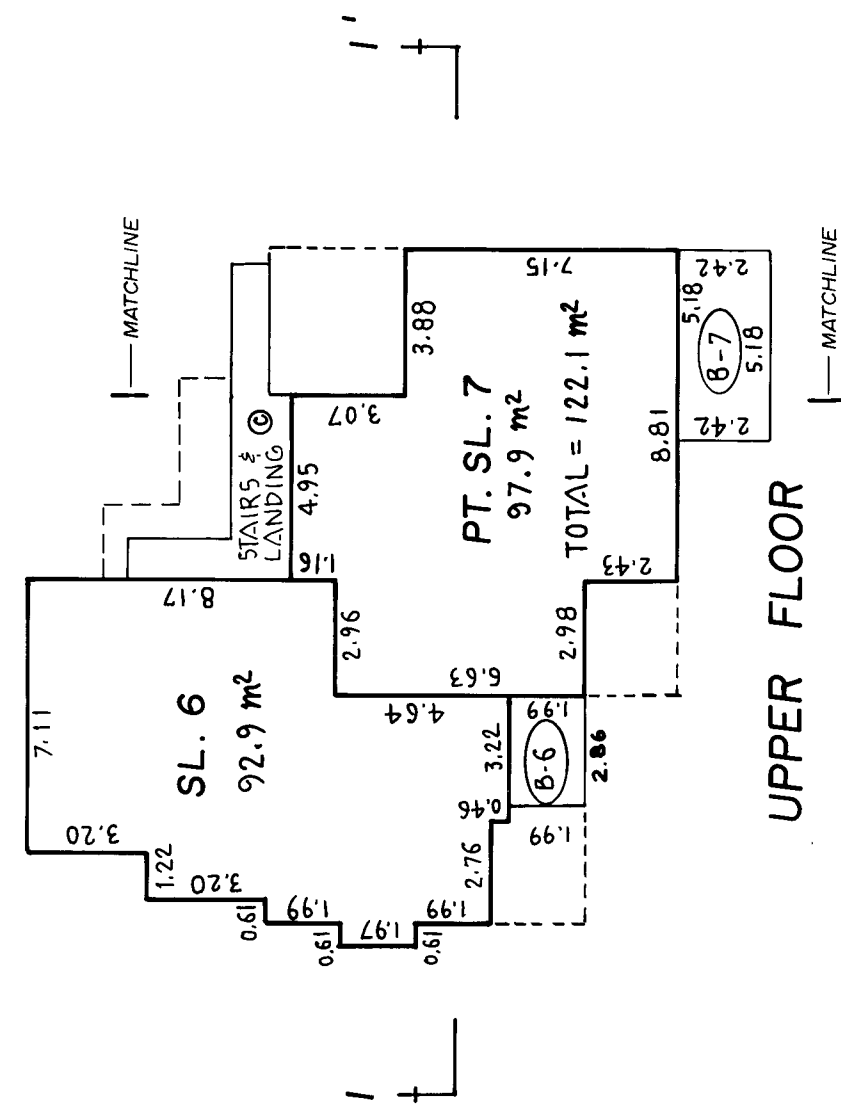 I
I'
MATCHLINE
MATCHLINE
STAIRS &
LANDING
©
7.11
8.17
3.20
1.22
3.20
0.61
1.99
0.61
1.97
0.61
1.99
2.76
0.46
3.22
4.64
SL. 6
92.9 m²
1.16
4.95
3.07
3.88
7.15
2.96
6.63
2.98
2.43
8.81
PT. SL. 7
97.9 m²
TOTAL = 122.1 m²
B-6
1.99
1.99
2.86
B-7
2.42
5.18
5.18
2.42
UPPER FLOOR
I